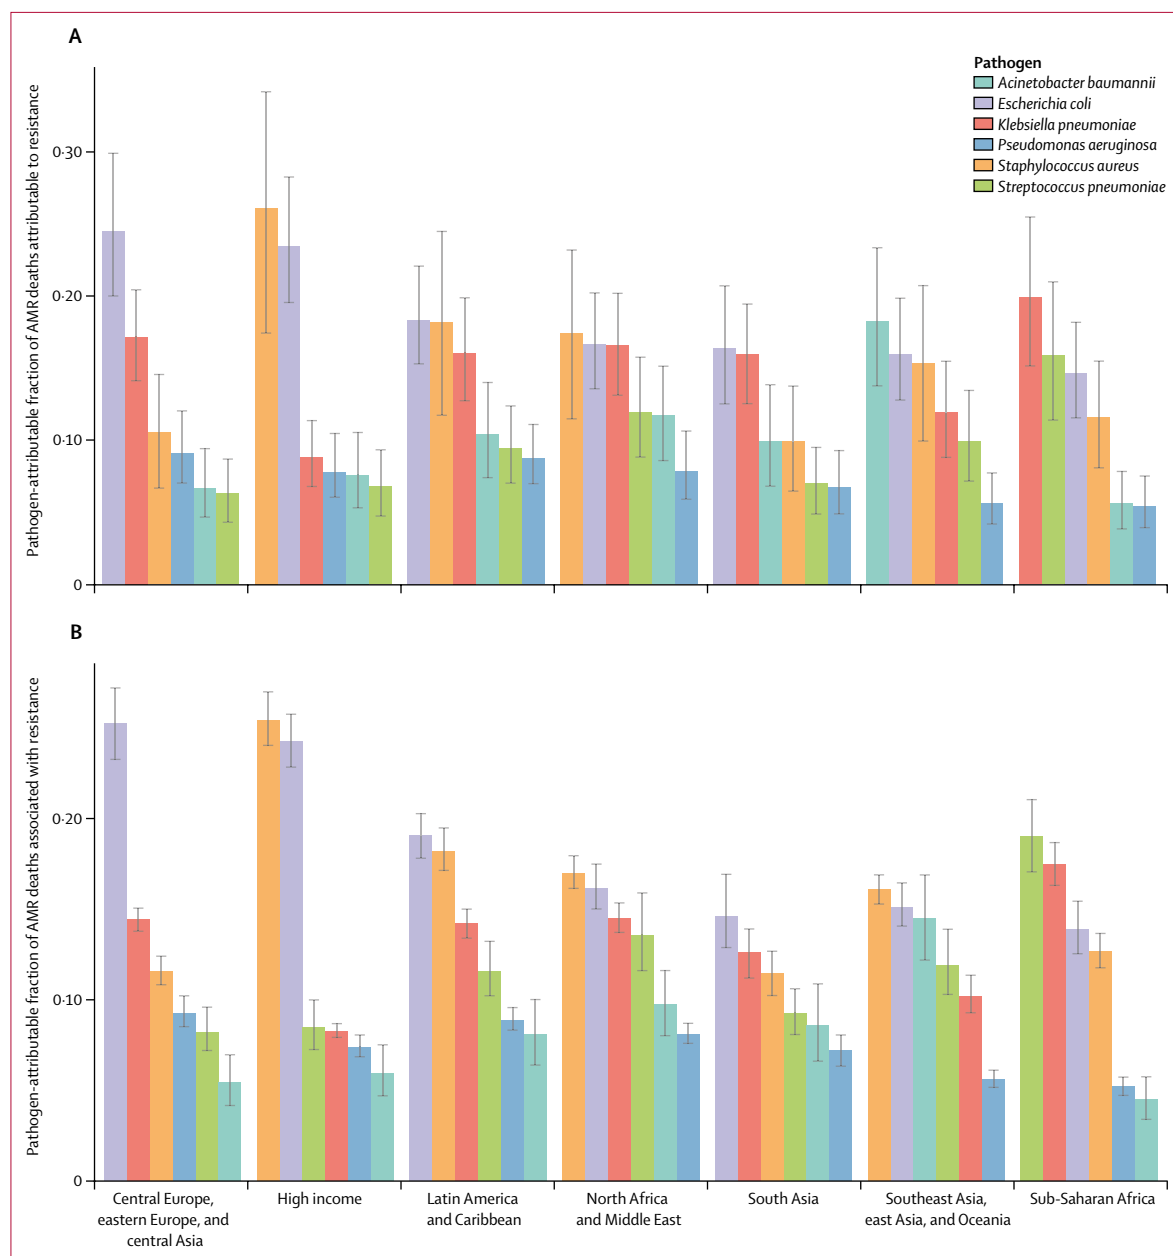 A
Pathogen-attributable fraction of AMR deaths attributable to resistance
0·30
0·20
0·10
0
Pathogen
Acinetobacter baumannii
Escherichia coli
Klebsiella pneumoniae
Pseudomonas aeruginosa
Staphylococcus aureus
Streptococcus pneumoniae
B
Pathogen-attributable fraction of AMR deaths associated with resistance
0·20
0·10
0
Central Europe,
eastern Europe, and
central Asia
High income
Latin America
and Caribbean
North Africa
and Middle East
South Asia
Southeast Asia,
east Asia, and Oceania
Sub-Saharan Africa